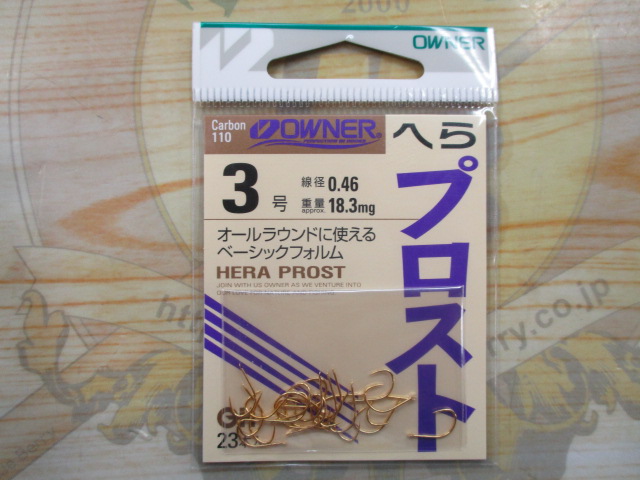 2000
OWNER
Carbon
110
OWNER
へら
プロスト
3号
線径 0.46
重量 approx. 18.3mg
オールラウンドに使える
ベーシックフォルム
HERA PROST
JOIN WITH US OWNER AS WE VENTURE INTO